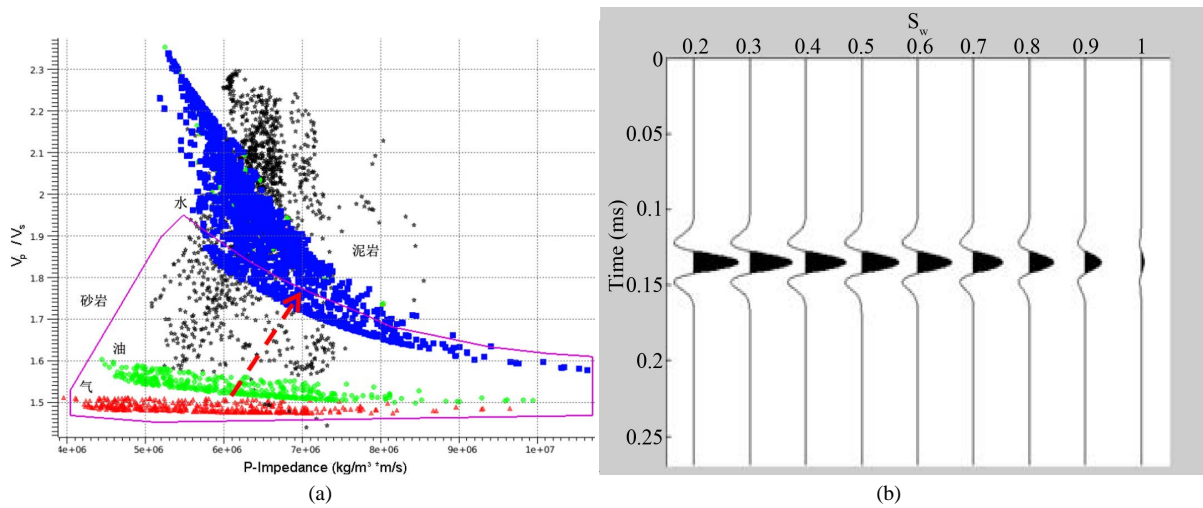 2.3
2.2
2.1
2
1.9
1.8
1.7
1.6
1.5
Vp / Vs
水
泥岩
砂岩
油
气
4e+06 5e+06 6e+06 7e+06 8e+06 9e+06 1e+07
P-Impedance (kg/m³ *m/s)
(a)
Sw
0.2 0.3 0.4 0.5 0.6 0.7 0.8 0.9 1
0
0.05
0.1
0.15
0.2
0.25
Time (ms)
(b)